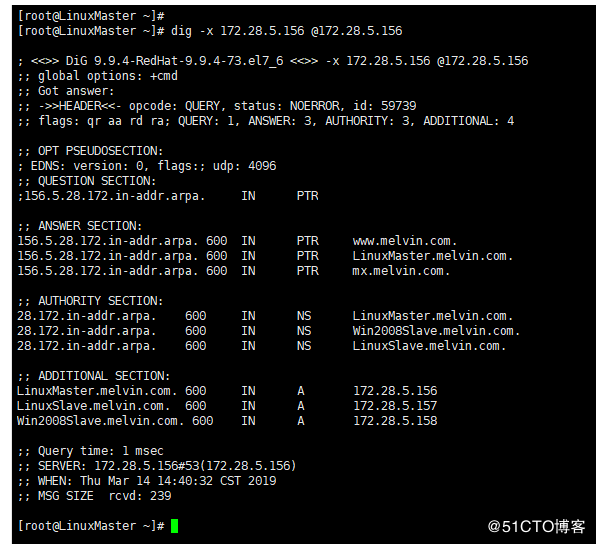 [root@LinuxMaster ~]#
[root@LinuxMaster ~]# dig -x 172.28.5.156 @172.28.5.156
; <<>> DiG 9.9.4-RedHat-9.9.4-73.el7_6 <<>> -x 172.28.5.156 @172.28.5.156
;; global options: +cmd
;; Got answer:
;; ->>HEADER<<- opcode: QUERY, status: NOERROR, id: 59739
;; flags: qr aa rd ra; QUERY: 1, ANSWER: 3, AUTHORITY: 3, ADDITIONAL: 4
;; OPT PSEUDOSECTION:
; EDNS: version: 0, flags:; udp: 4096
;; QUESTION SECTION:
;156.5.28.172.in-addr.arpa. IN PTR
;; ANSWER SECTION:
156.5.28.172.in-addr.arpa. 600 IN PTR www.melvin.com.
156.5.28.172.in-addr.arpa. 600 IN PTR LinuxMaster.melvin.com.
156.5.28.172.in-addr.arpa. 600 IN PTR mx.melvin.com.
;; AUTHORITY SECTION:
28.172.in-addr.arpa. 600 IN NS LinuxMaster.melvin.com.
28.172.in-addr.arpa. 600 IN NS Win2008Slave.melvin.com.
28.172.in-addr.arpa. 600 IN NS LinuxSlave.melvin.com.
;; ADDITIONAL SECTION:
LinuxMaster.melvin.com. 600 IN A 172.28.5.156
LinuxSlave.melvin.com. 600 IN A 172.28.5.157
Win2008Slave.melvin.com. 600 IN A 172.28.5.158
;; Query time: 1 msec
;; SERVER: 172.28.5.156#53(172.28.5.156)
;; WHEN: Thu Mar 14 14:40:32 CST 2019
;; MSG SIZE rcvd: 239
[root@LinuxMaster ~]#
@51CTO博客